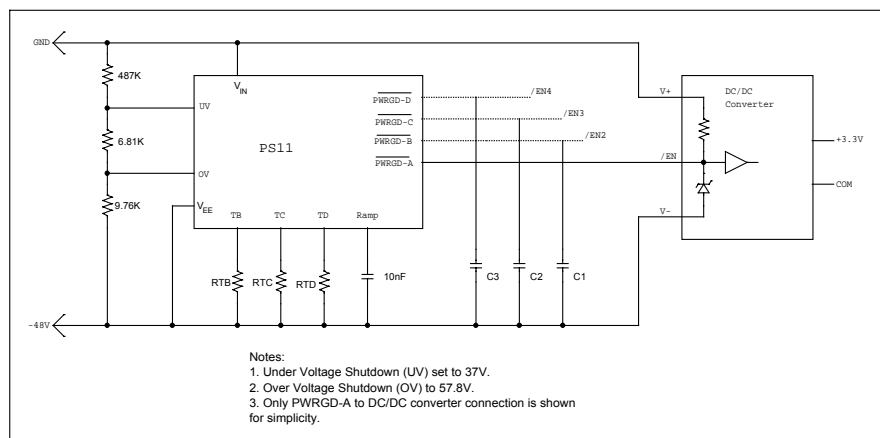 GND
487K
6.81K
9.76K
-48V
VIN
UV
OV
VEE
PS11
PWRGD-D
PWRGD-C
PWRGD-B
PWRGD-A
TB
TC
TD
Ramp
RTB
RTC
RTD
10nF
/EN4
/EN3
/EN2
/EN
C3
C2
C1
V+
V-
DC/DC
Converter
+3.3V
COM
Notes:
1. Under Voltage Shutdown (UV) set to 37V.
2. Over Voltage Shutdown (OV) to 57.8V.
3. Only PWRGD-A to DC/DC converter connection is shown
for simplicity.